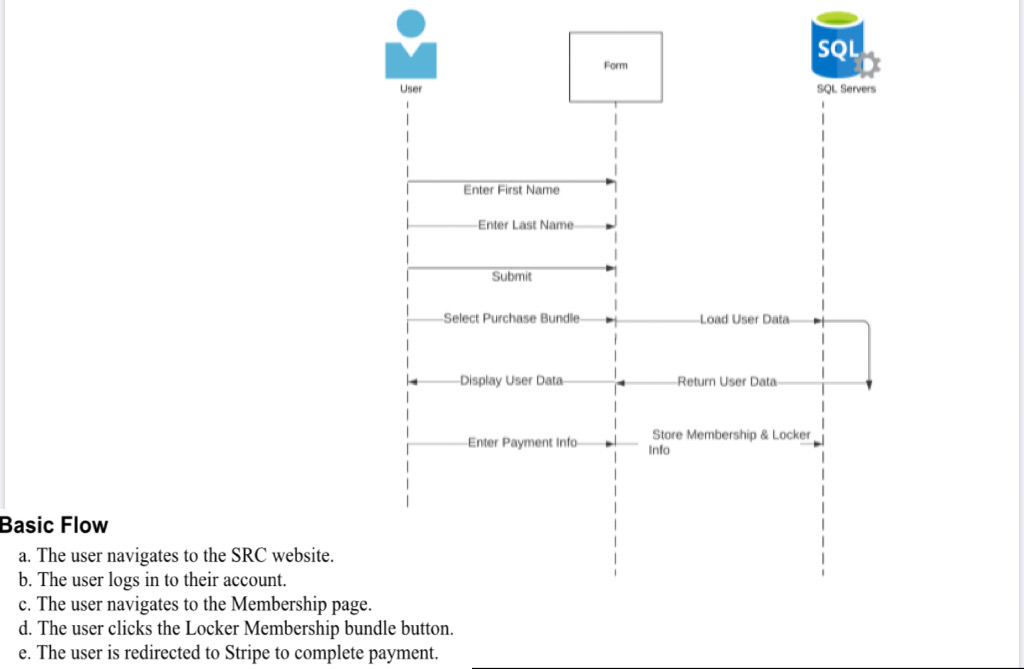 SQL
User
Form
SQL Servers
Enter First Name
Enter Last Name
Submit
Select Purchase Bundle
Load User Data
Display User Data
Return User Data
Enter Payment Info
Store Membership & Locker
Info
Basic Flow
a. The user navigates to the SRC website.
b. The user logs in to their account.
c. The user navigates to the Membership page.
d. The user clicks the Locker Membership bundle button.
e. The user is redirected to Stripe to complete payment.